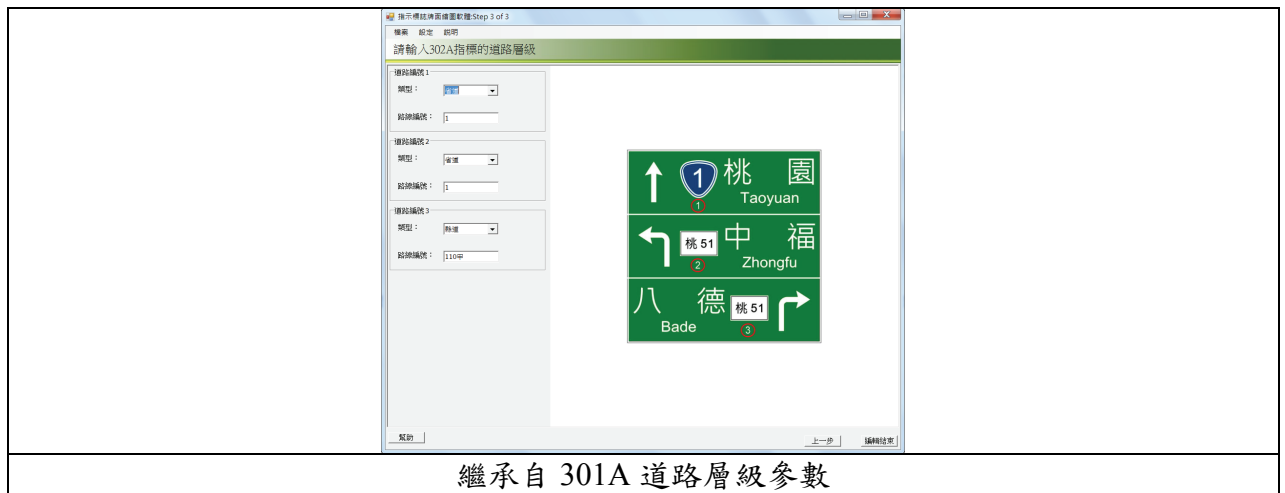 指示標誌牌面繪圖軟體:Step 3 of 3
檔案 設定 說明
請輸入302A指標的道路層級
道路編號 1
類型： 省道
路線編號： 1
道路編號 2
類型： 省道
路線編號： 1
道路編號 3
類型： 縣道
路線編號： 110甲
1 桃園
Taoyuan
1
桃 51 中福
Zhongfu
2
八德 桃 51
Bade
3
幫助 上一步 編輯結束
繼承自 301A 道路層級參數